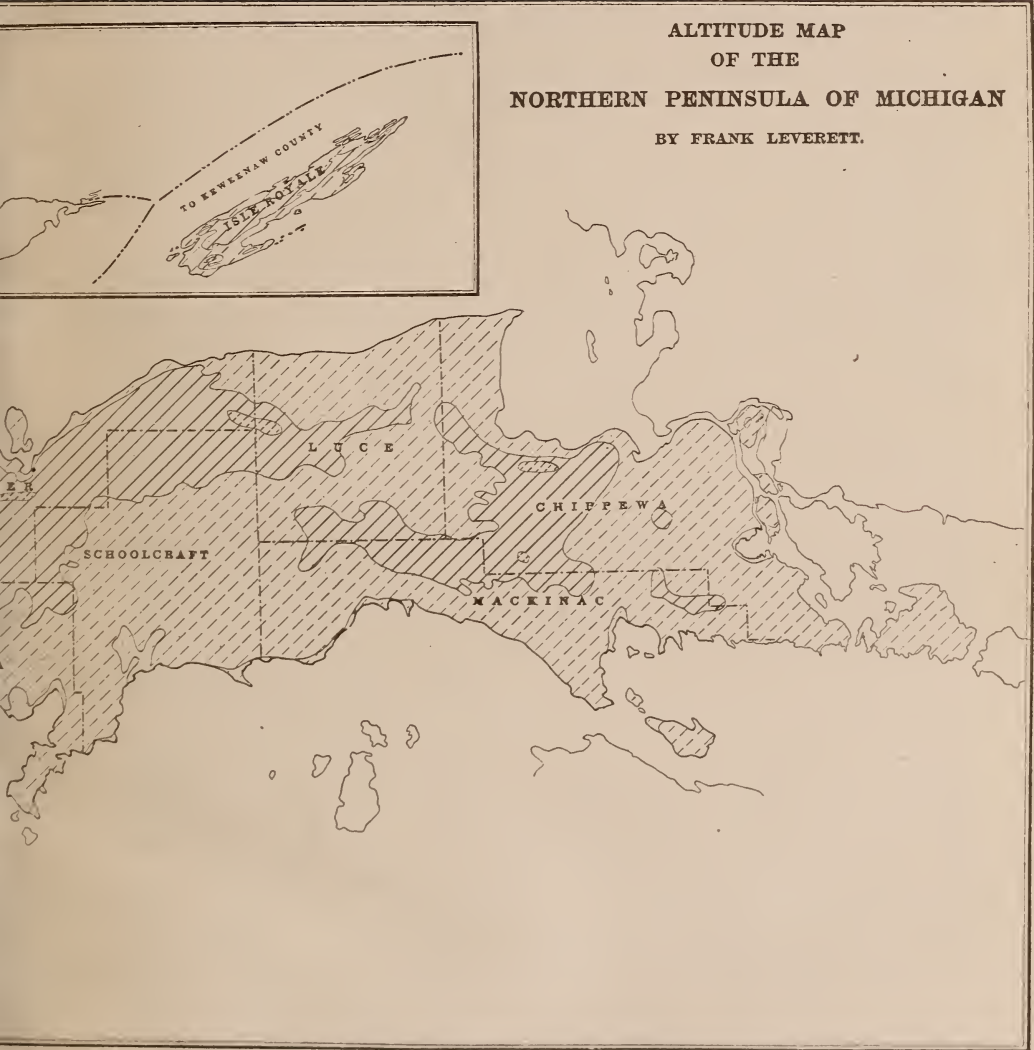 ALTITUDE MAP
OF THE
NORTHERN PENINSULA OF MICHIGAN
BY FRANK LEVERETT.
TO KEWEENAW COUNTY
ISLE ROYALE
LUCE
ER
CHIPPEWA
SCHOOLCRAFT
MACKINAC